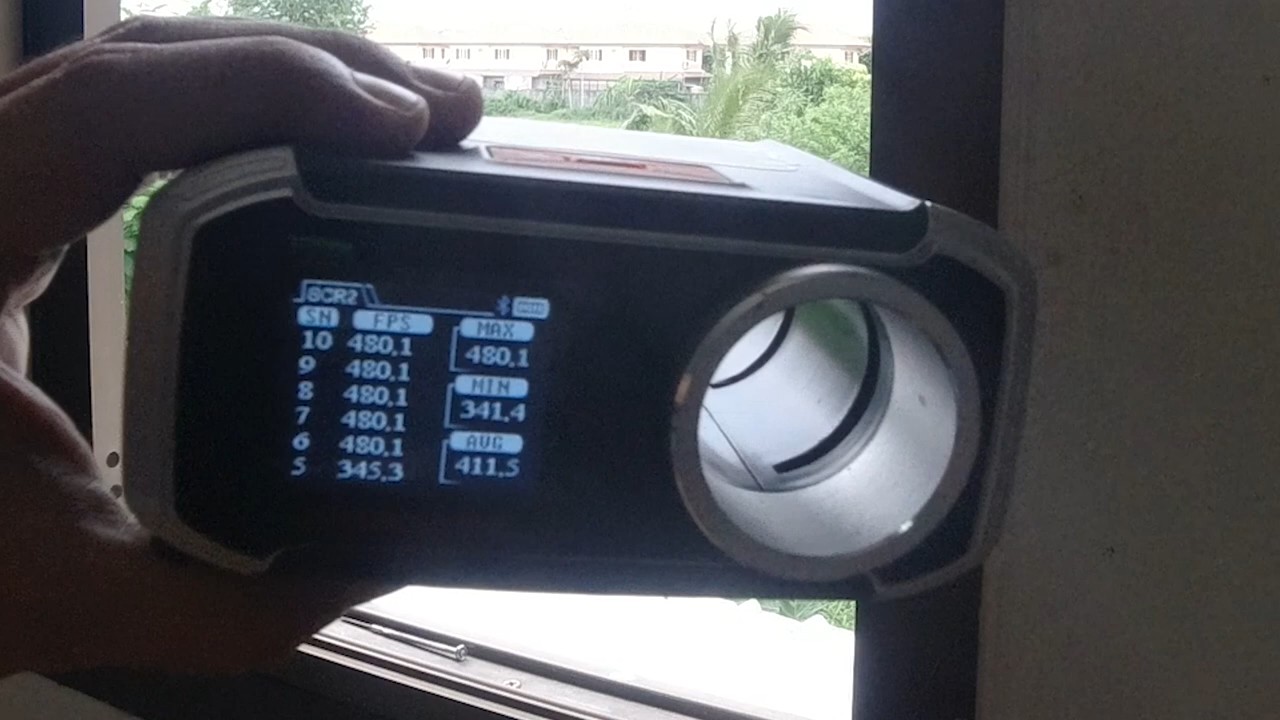 SCR2
SN FPS MAX
10 480.1 480.1
9 480.1
8 480.1 MIN
7 480.1 341.4
6 480.1 AVG
5 345.3 411.5